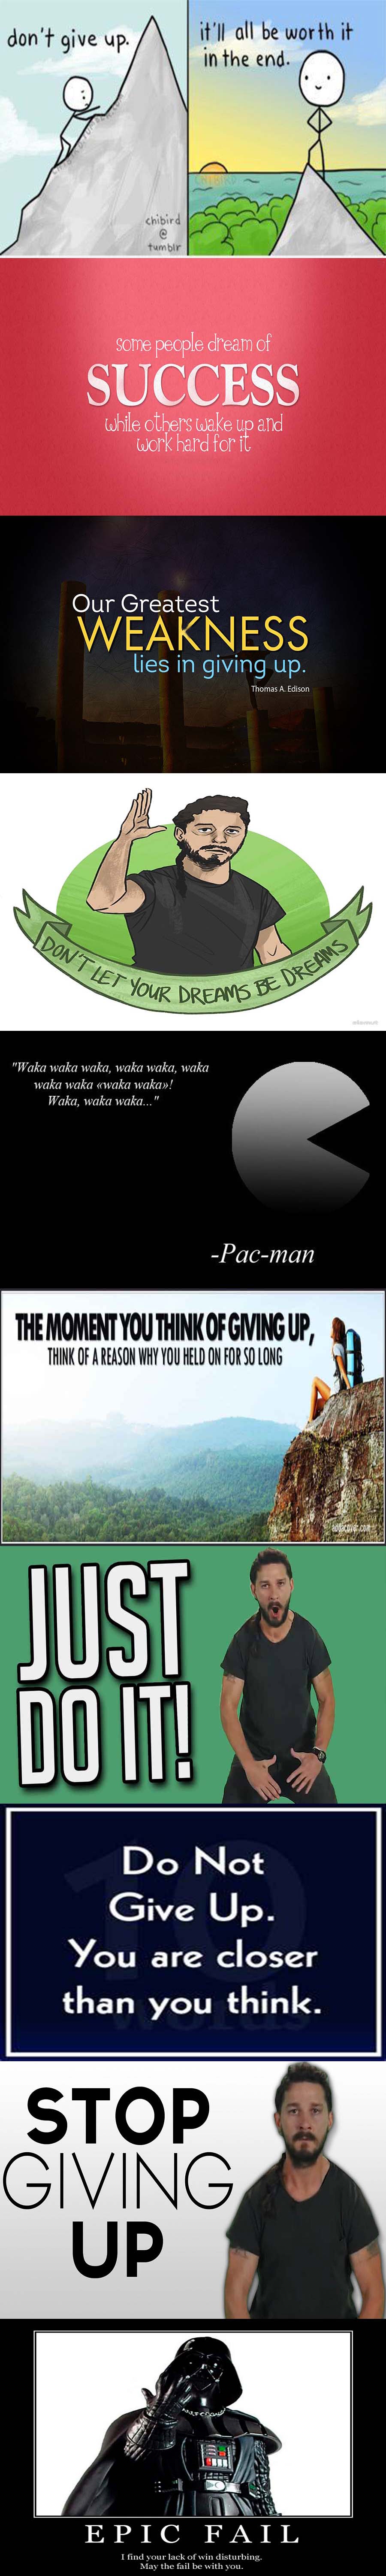 don't give up.
it'll all be worth it
in the end.
chibird
@
tumblr
some people dream of
SUCCESS
while others wake up and
work hard for it
Our Greatest
WEAKNESS
lies in giving up.
Thomas A. Edison
DON'T LET YOUR DREAMS BE DREAMS
"Waka waka waka, waka waka, waka
waka waka «waka waka»!
Waka, waka waka..."
-Pac-man
THE MOMENT YOU THINK OF GIVING UP,
THINK OF A REASON WHY YOU HELD ON FOR SO LONG
JUST
DO IT!
10
words
Do Not
Give Up.
You are closer
than you think.
STOP
GIVING
UP
EPIC FAIL
I find your lack of win disturbing.
May the fail be with you.